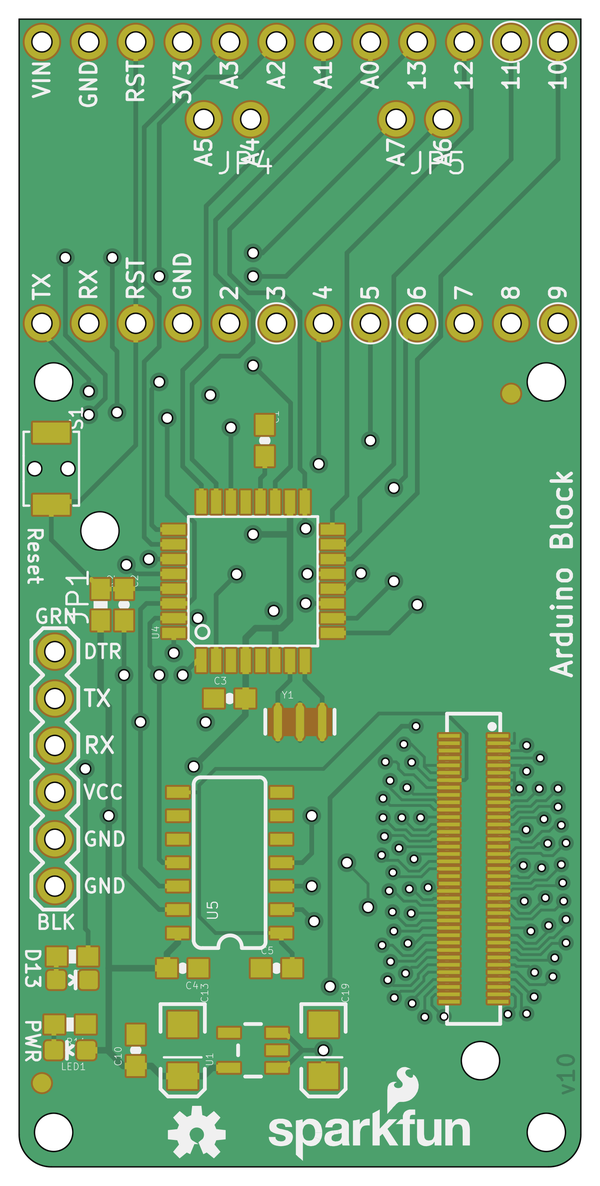 VIN GND RST 3V3 A3 A2 A1 A0 13 12 11 10
A5 A4 A7 A6
JP4 JP5
TX RX RST GND 2 3 4 5 6 7 8 9
S1
Reset
Arduino Block
JP1
GRN
U4
DTR
TX
RX
VCC
GND
GND
BLK
C3
Y1
U5
C4
C5
D13
C13
C19
PWR
LED1
C10
U1
v10
sparkfun